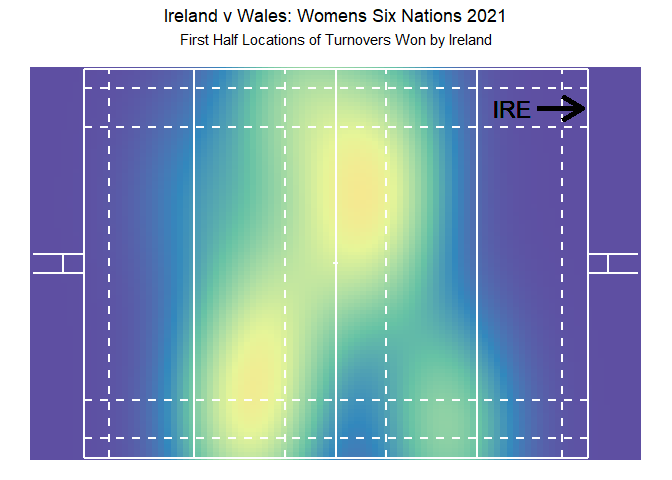 Ireland v Wales: Womens Six Nations 2021
First Half Locations of Turnovers Won by Ireland
IRE